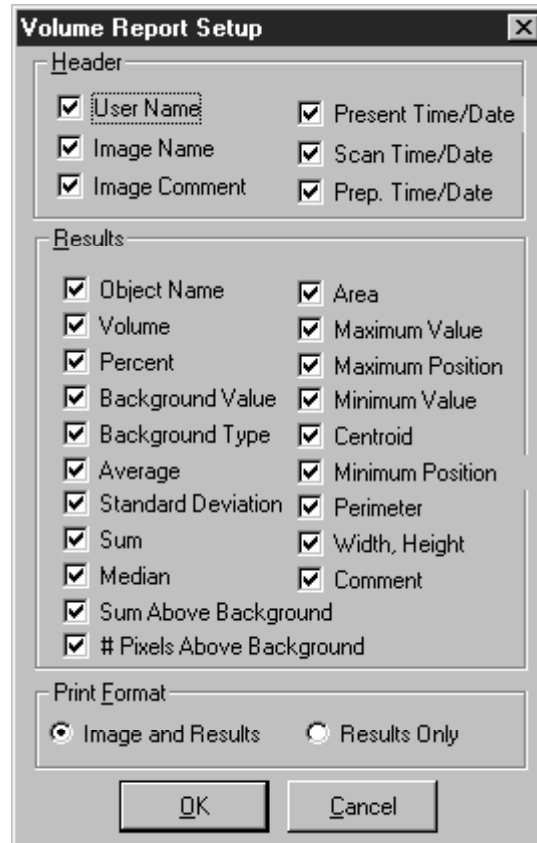 Volume Report Setup
Header
User Name
Image Name
Image Comment
Present Time/Date
Scan Time/Date
Prep. Time/Date
Results
Object Name
Volume
Percent
Background Value
Background Type
Average
Standard Deviation
Sum
Median
Sum Above Background
# Pixels Above Background
Area
Maximum Value
Maximum Position
Minimum Value
Centroid
Minimum Position
Perimeter
Width, Height
Comment
Print Format
Image and Results
Results Only
OK
Cancel